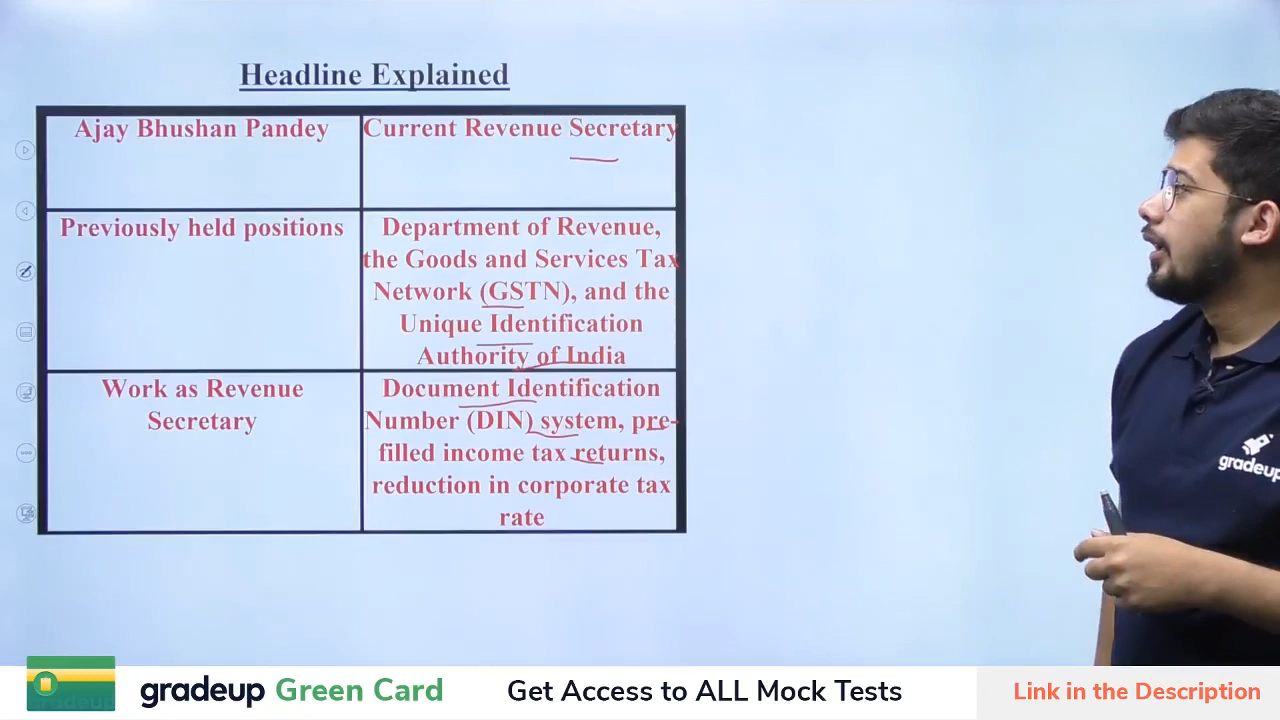 Headline Explained
Ajay Bhushan Pandey
Current Revenue Secretary
Previously held positions
Department of Revenue,
the Goods and Services Tax
Network (GSTN), and the
Unique Identification
Authority of India
Work as Revenue
Secretary
Document Identification
Number (DIN) system, pre-
filled income tax returns,
reduction in corporate tax
rate
gradeup
gradeup Green Card
Get Access to ALL Mock Tests
Link in the Description